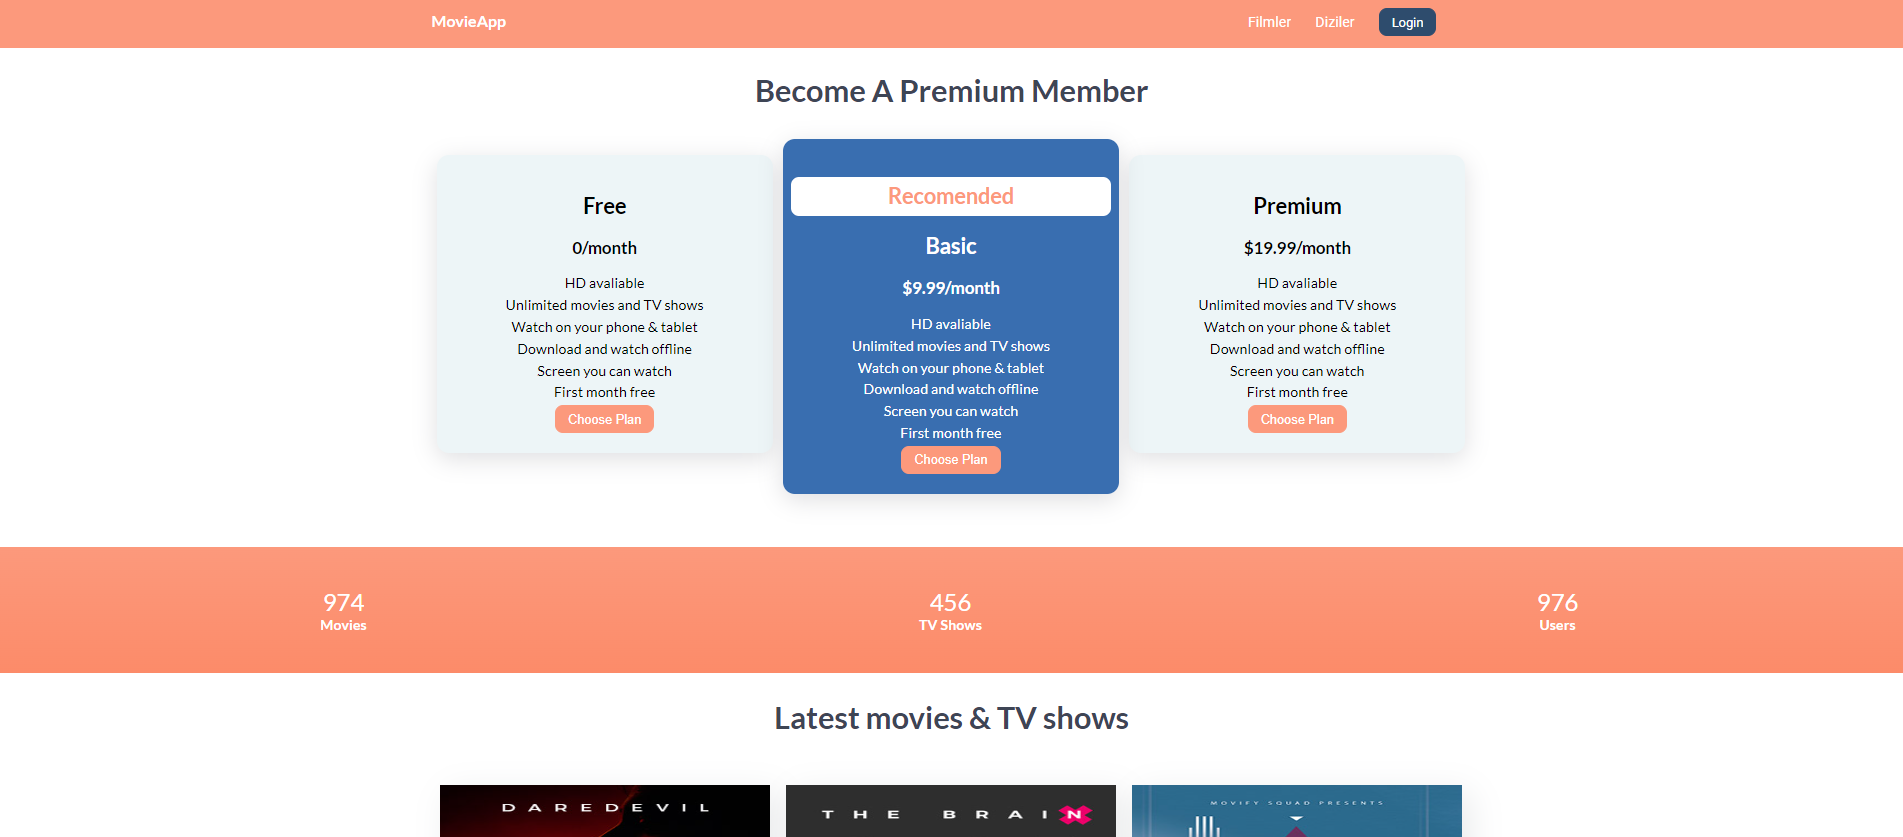 MovieApp
Filmler
Diziler
Login
Become A Premium Member
Free
0/month
HD avaliable
Unlimited movies and TV shows
Watch on your phone & tablet
Download and watch offline
Screen you can watch
First month free
Choose Plan
Recomended
Basic
$9.99/month
HD avaliable
Unlimited movies and TV shows
Watch on your phone & tablet
Download and watch offline
Screen you can watch
First month free
Choose Plan
Premium
$19.99/month
HD avaliable
Unlimited movies and TV shows
Watch on your phone & tablet
Download and watch offline
Screen you can watch
First month free
Choose Plan
974
Movies
456
TV Shows
976
Users
Latest movies & TV shows
DAREDEVIL
THE BRAIN
MOVIFY SQUAD PRESENTS